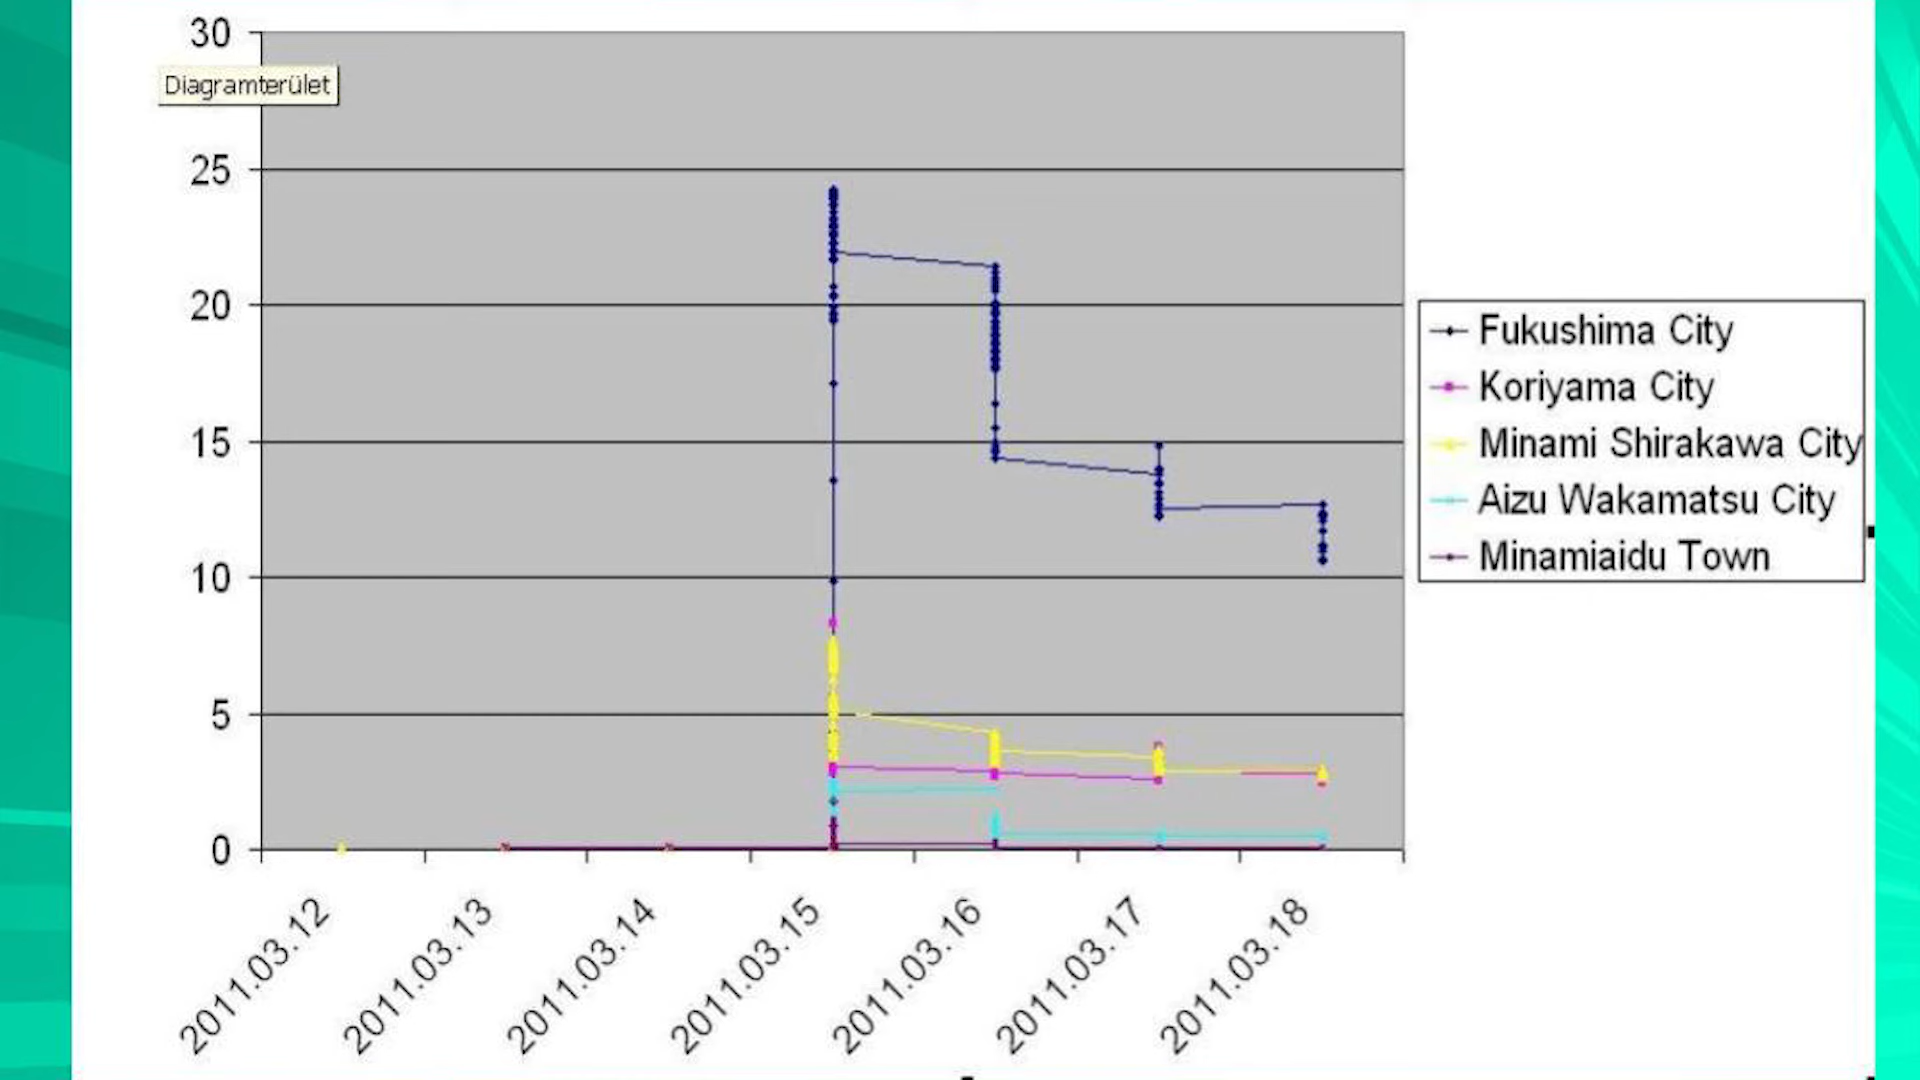 30
Diagramterület
25
20
15
10
5
0
Fukushima City
Koriyama City
Minami Shirakawa City
Aizu Wakamatsu City
Minamiaidu Town
2011.03.12
2011.03.13
2011.03.14
2011.03.15
2011.03.16
2011.03.17
2011.03.18